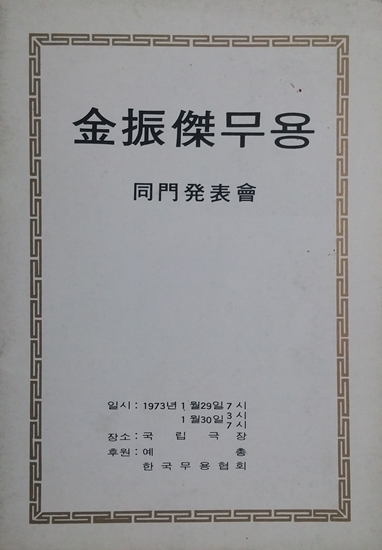 金振傑무용
同門発表會
일시: 1973년 1월29일 7시
1월30일 3시
7시
장소: 국립극장
후원: 예총
한국무용협회